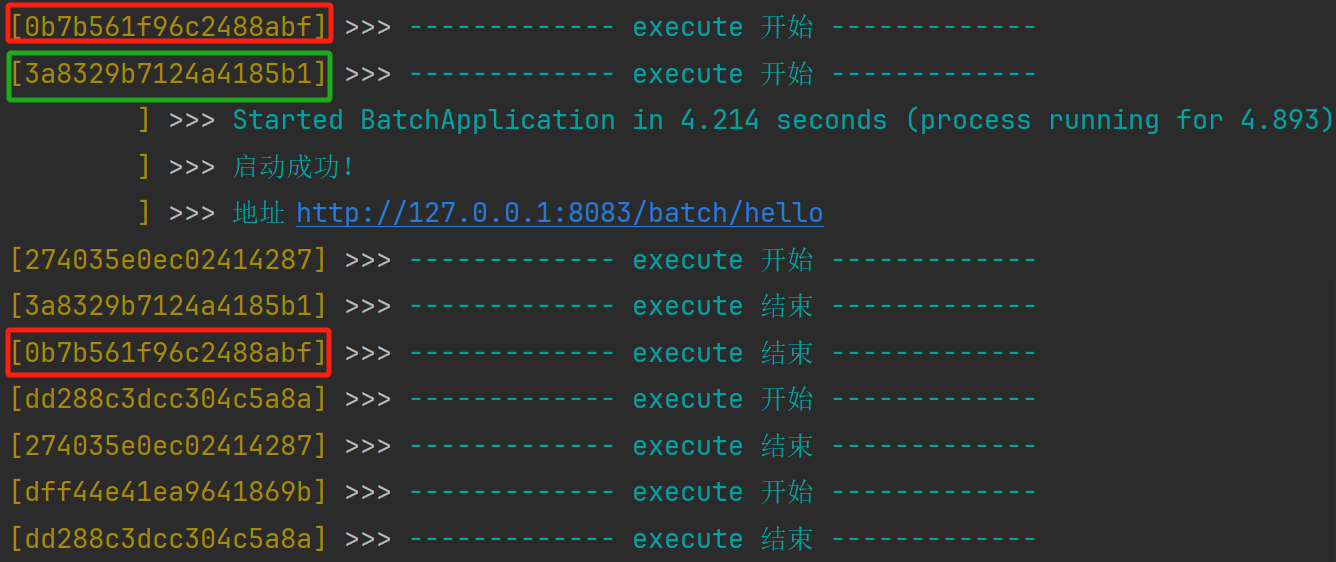 [0b7b561f96c2488abf] >>> ------------- execute 开始 -------------
[3a8329b7124a4185b1] >>> ------------- execute 开始 -------------
] >>> Started BatchApplication in 4.214 seconds (process running for 4.893)
] >>> 启动成功!
] >>> 地址 http://127.0.0.1:8083/batch/hello
[274035e0ec02414287] >>> ------------- execute 开始 -------------
[3a8329b7124a4185b1] >>> ------------- execute 结束 -------------
[0b7b561f96c2488abf] >>> ------------- execute 结束 -------------
[dd288c3dcc304c5a8a] >>> ------------- execute 开始 -------------
[274035e0ec02414287] >>> ------------- execute 结束 -------------
[dff44e41ea9641869b] >>> ------------- execute 开始 -------------
[dd288c3dcc304c5a8a] >>> ------------- execute 结束 -------------